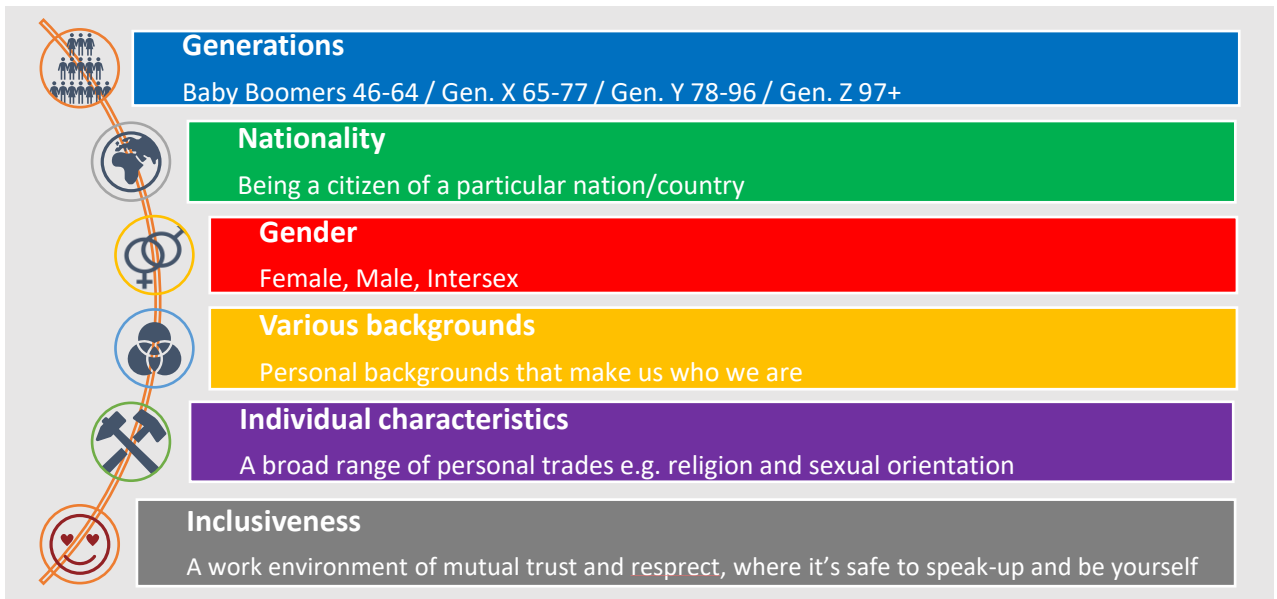 Generations
Baby Boomers 46-64 / Gen. X 65-77 / Gen. Y 78-96 / Gen. Z 97+
Nationality
Being a citizen of a particular nation/country
Gender
Female, Male, Intersex
Various backgrounds
Personal backgrounds that make us who we are
Individual characteristics
A broad range of personal trades e.g. religion and sexual orientation
Inclusiveness
A work environment of mutual trust and resprect, where it’s safe to speak-up and be yourself